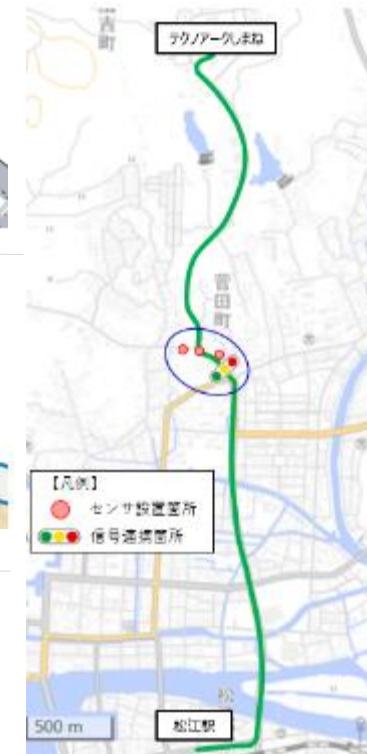 吉町
テクノアークしまね
菅田町
【凡例】
センサ設置箇所
信号連携箇所
松
500 m
松江駅